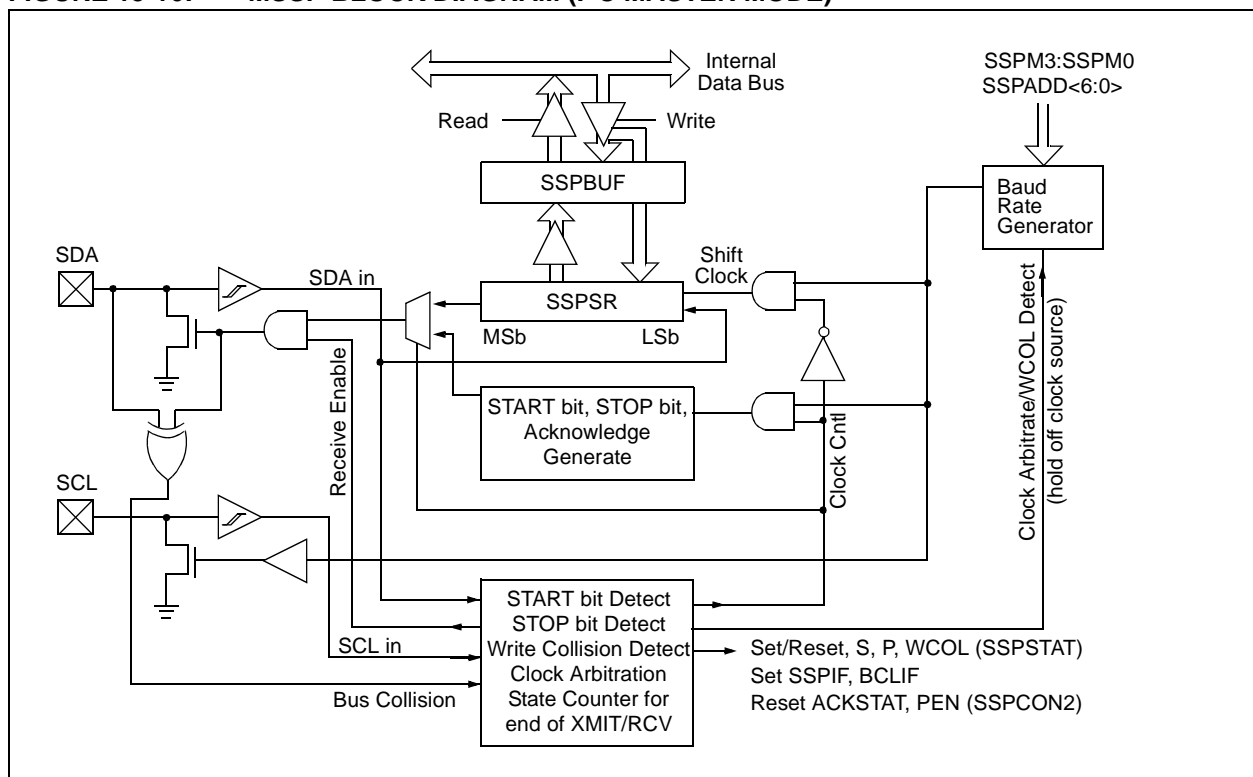 Internal
Data Bus
SSPM3:SSPM0
SSPADD<6:0>
Read
Write
SSPBUF
Baud
Rate
Generator
SDA
SDA in
Shift
Clock
SSPSR
MSb
LSb
START bit, STOP bit,
Acknowledge
Generate
Receive Enable
Clock Cntl
Clock Arbitrate/WCOL Detect
(hold off clock source)
SCL
SCL in
Bus Collision
START bit Detect
STOP bit Detect
Write Collision Detect
Clock Arbitration
State Counter for
end of XMIT/RCV
Set/Reset, S, P, WCOL (SSPSTAT)
Set SSPIF, BCLIF
Reset ACKSTAT, PEN (SSPCON2)